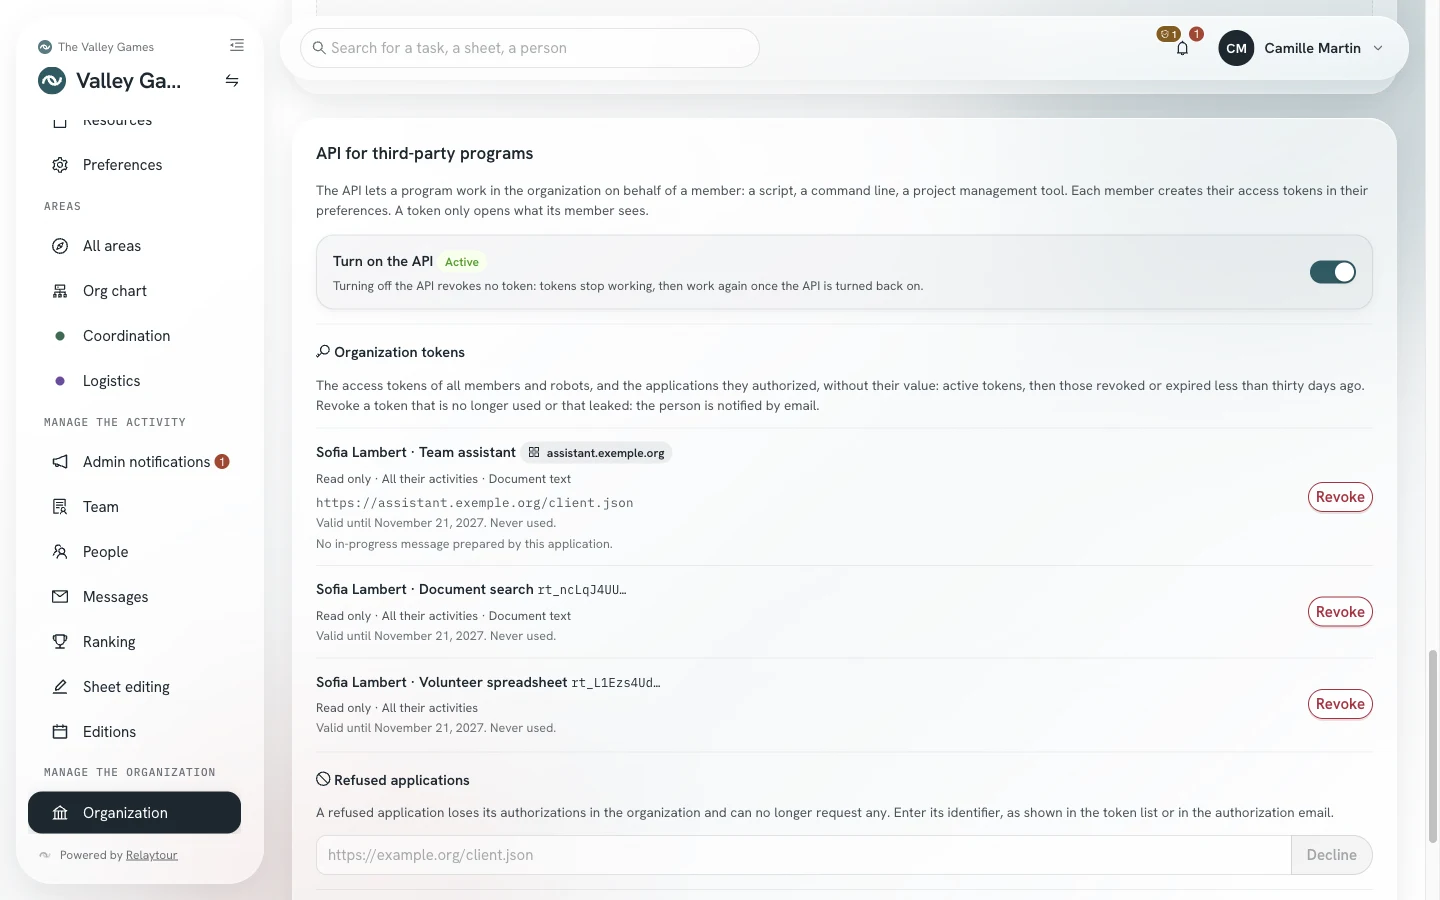 The Valley Games
Valley Ga...
Resources
Preferences
AREAS
All areas
Org chart
Coordination
Logistics
MANAGE THE ACTIVITY
Admin notifications 1
Team
People
Messages
Ranking
Sheet editing
Editions
MANAGE THE ORGANIZATION
Organization
Powered by Relaytour
Search for a task, a sheet, a person
1
1
CM
Camille Martin
API for third-party programs
The API lets a program work in the organization on behalf of a member: a script, a command line, a project management tool. Each member creates their access tokens in their
preferences. A token only opens what its member sees.
Turn on the API Active
Turning off the API revokes no token: tokens stop working, then work again once the API is turned back on.
Organization tokens
The access tokens of all members and robots, and the applications they authorized, without their value: active tokens, then those revoked or expired less than thirty days ago.
Revoke a token that is no longer used or that leaked: the person is notified by email.
Sofia Lambert · Team assistant assistant.exemple.org
Read only · All their activities · Document text
https://assistant.exemple.org/client.json
Valid until November 21, 2027. Never used.
No in-progress message prepared by this application.
Revoke
Sofia Lambert · Document search rt_ncLqJ4UU…
Read only · All their activities · Document text
Valid until November 21, 2027. Never used.
Revoke
Sofia Lambert · Volunteer spreadsheet rt_L1Ezs4Ud…
Read only · All their activities
Valid until November 21, 2027. Never used.
Revoke
Refused applications
A refused application loses its authorizations in the organization and can no longer request any. Enter its identifier, as shown in the token list or in the authorization email.
https://example.org/client.json
Decline